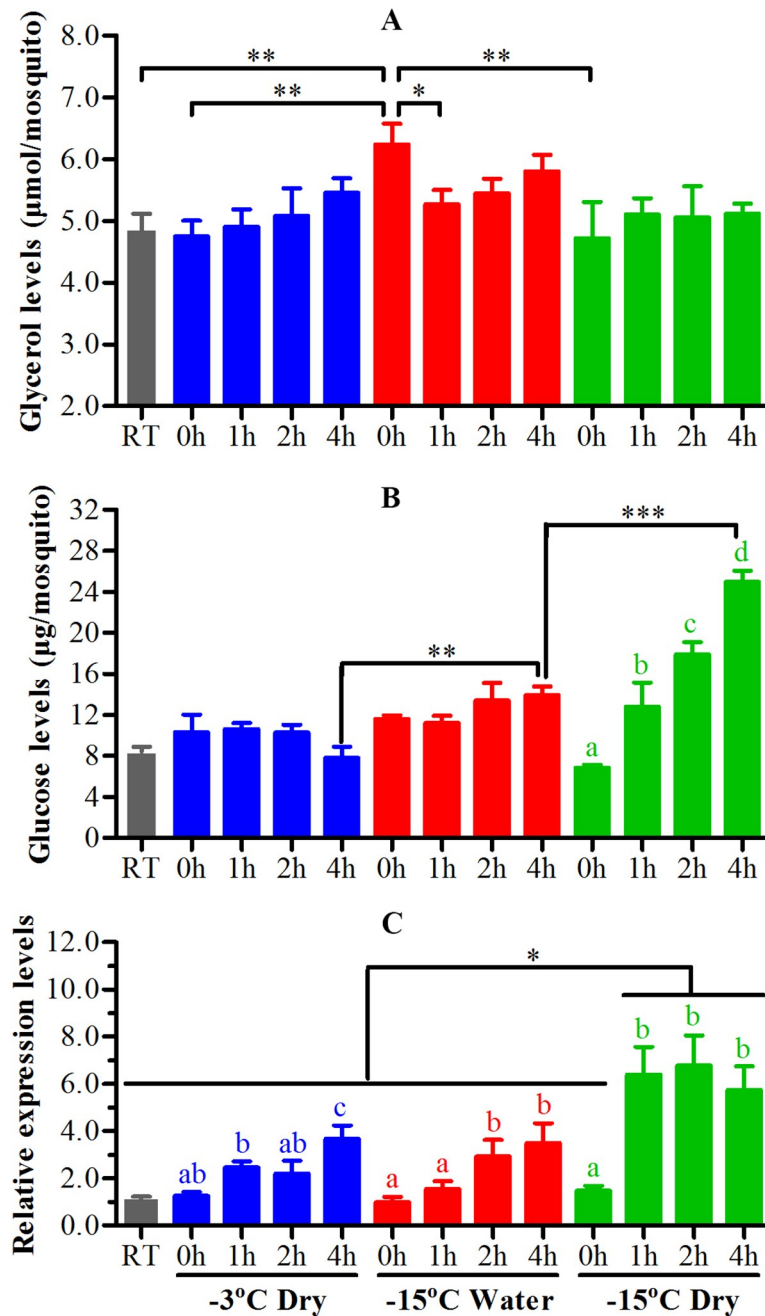 A
Glycerol levels (µmol/mosquito)
8.0
7.0
6.0
5.0
4.0
3.0
2.0
** **
** *
RT 0h 1h 2h 4h 0h 1h 2h 4h 0h 1h 2h 4h
B
Glucose levels (µg/mosquito)
32
28
24
20
16
12
8
4
0
***
**
a b c d
RT 0h 1h 2h 4h 0h 1h 2h 4h 0h 1h 2h 4h
C
Relative expression levels
12.0
10.0
8.0
6.0
4.0
2.0
0.0
*
ab b ab c a a b b a b b b
RT 0h 1h 2h 4h 0h 1h 2h 4h 0h 1h 2h 4h
-3ºC Dry -15ºC Water -15ºC Dry